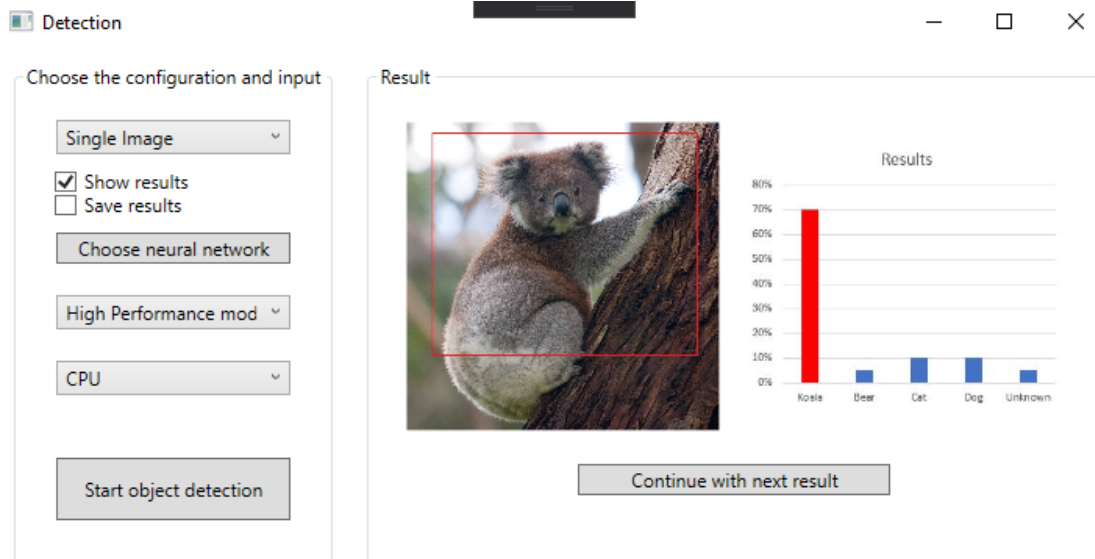 Detection
Choose the configuration and input
Single Image
Show results
Save results
Choose neural network
High Performance mod
CPU
Start object detection
Result
Results
80%
70%
60%
50%
40%
30%
20%
10%
0%
Koala Bear Cat Dog Unknown
Continue with next result